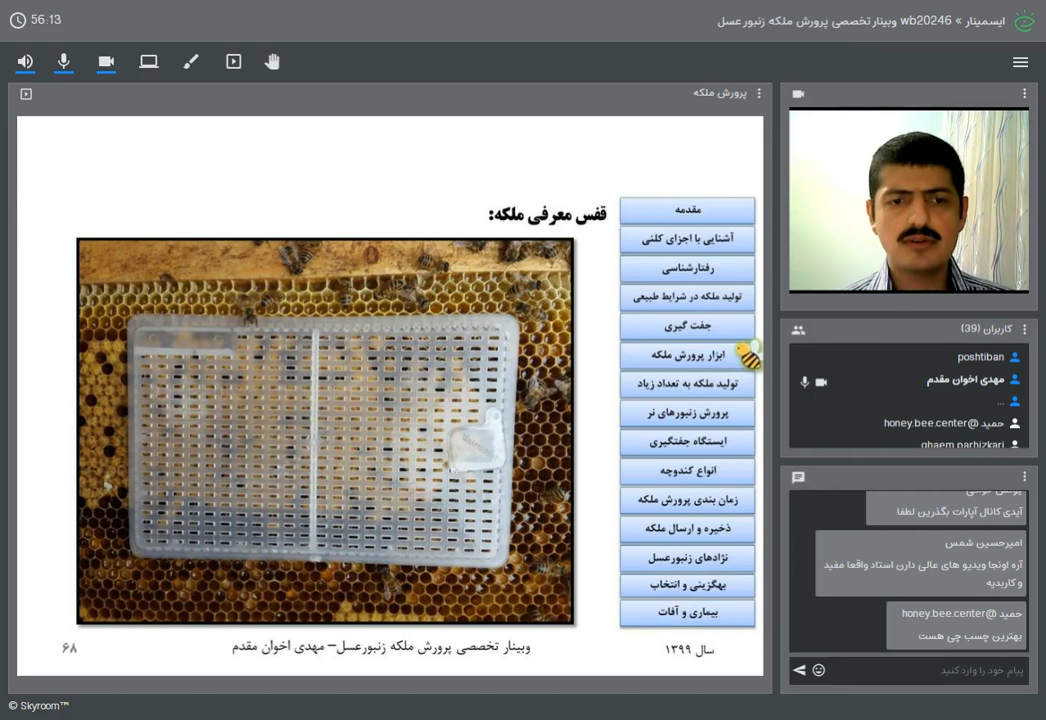 56:13
ایسمینار » wb20246 وبینار تخصصی پرورش ملکه زنبور عسل
پرورش ملکه
قفس معرفی ملکه:
مقدمه
آشنایی با اجزای کلنی
رفتارشناسی
تولید ملکه در شرایط طبیعی
جفت گیری
ابزار پرورش ملکه
تولید ملکه به تعداد زیاد
پرورش زنبورهای نر
ایستگاه جفتگیری
انواع کندوچه
زمان بندی پرورش ملکه
ذخیره و ارسال ملکه
نژادهای زنبورعسل
بهگزینی و انتخاب
بیماری و آفات
سال ۱۳۹۹
وبینار تخصصی پرورش ملکه زنبورعسل– مهدی اخوان مقدم
۶۸
کاربران (39)
poshtiban
مهدی اخوان مقدم
...
حمید @honey.bee.center
ghaem parhizkari
آیدی کانال آپارات بگذرین لطفا
امیرحسین شمس
آره اونجا ویدیو های عالی دارن استاد واقعا مفید
و کاربدیه
حمید @honey.bee.center
بهترین چسب چی هست
پیام خود را وارد کنید
© Skyroom™